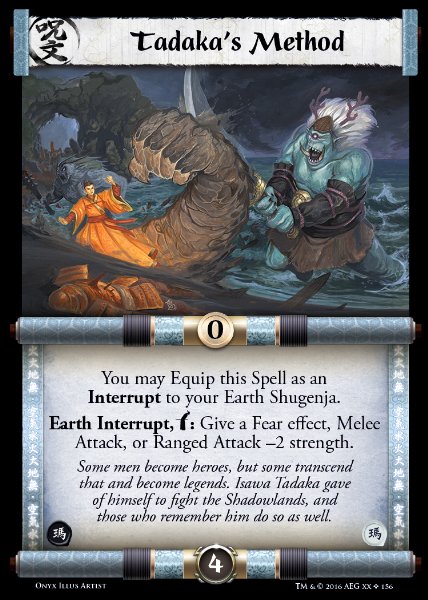 呪文
Tadaka's Method
0
You may Equip this Spell as an
Interrupt to your Earth Shugenja.
Earth Interrupt, : Give a Fear effect, Melee
Attack, or Ranged Attack –2 strength.
Some men become heroes, but some transcend
that and become legends. Isawa Tadaka gave
of himself to fight the Shadowlands, and
those who remember him do so as well.
瑪 瑪
4
Onyx Illus Artist TM & © 2016 AEG XX ❖ 156